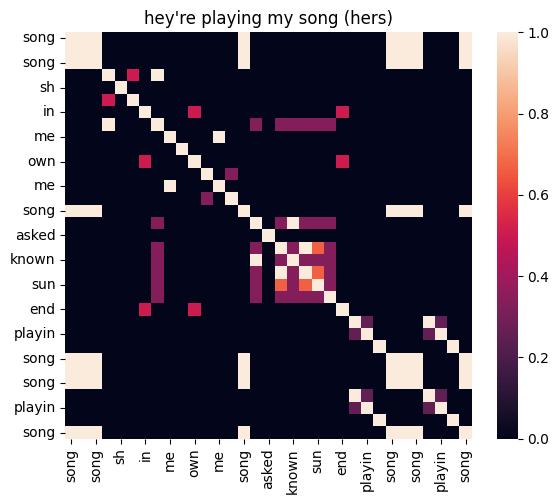 hey're playing my song (hers)
song
song
sh
in
me
own
me
song
asked
known
sun
end
playin
song
song
playin
song
song
song
sh
in
me
own
me
song
asked
known
sun
end
playin
song
song
playin
song
1.0
0.8
0.6
0.4
0.2
0.0